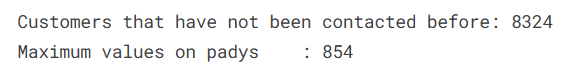 Customers that have not been contacted before: 8324
Maximum values on padys    : 854